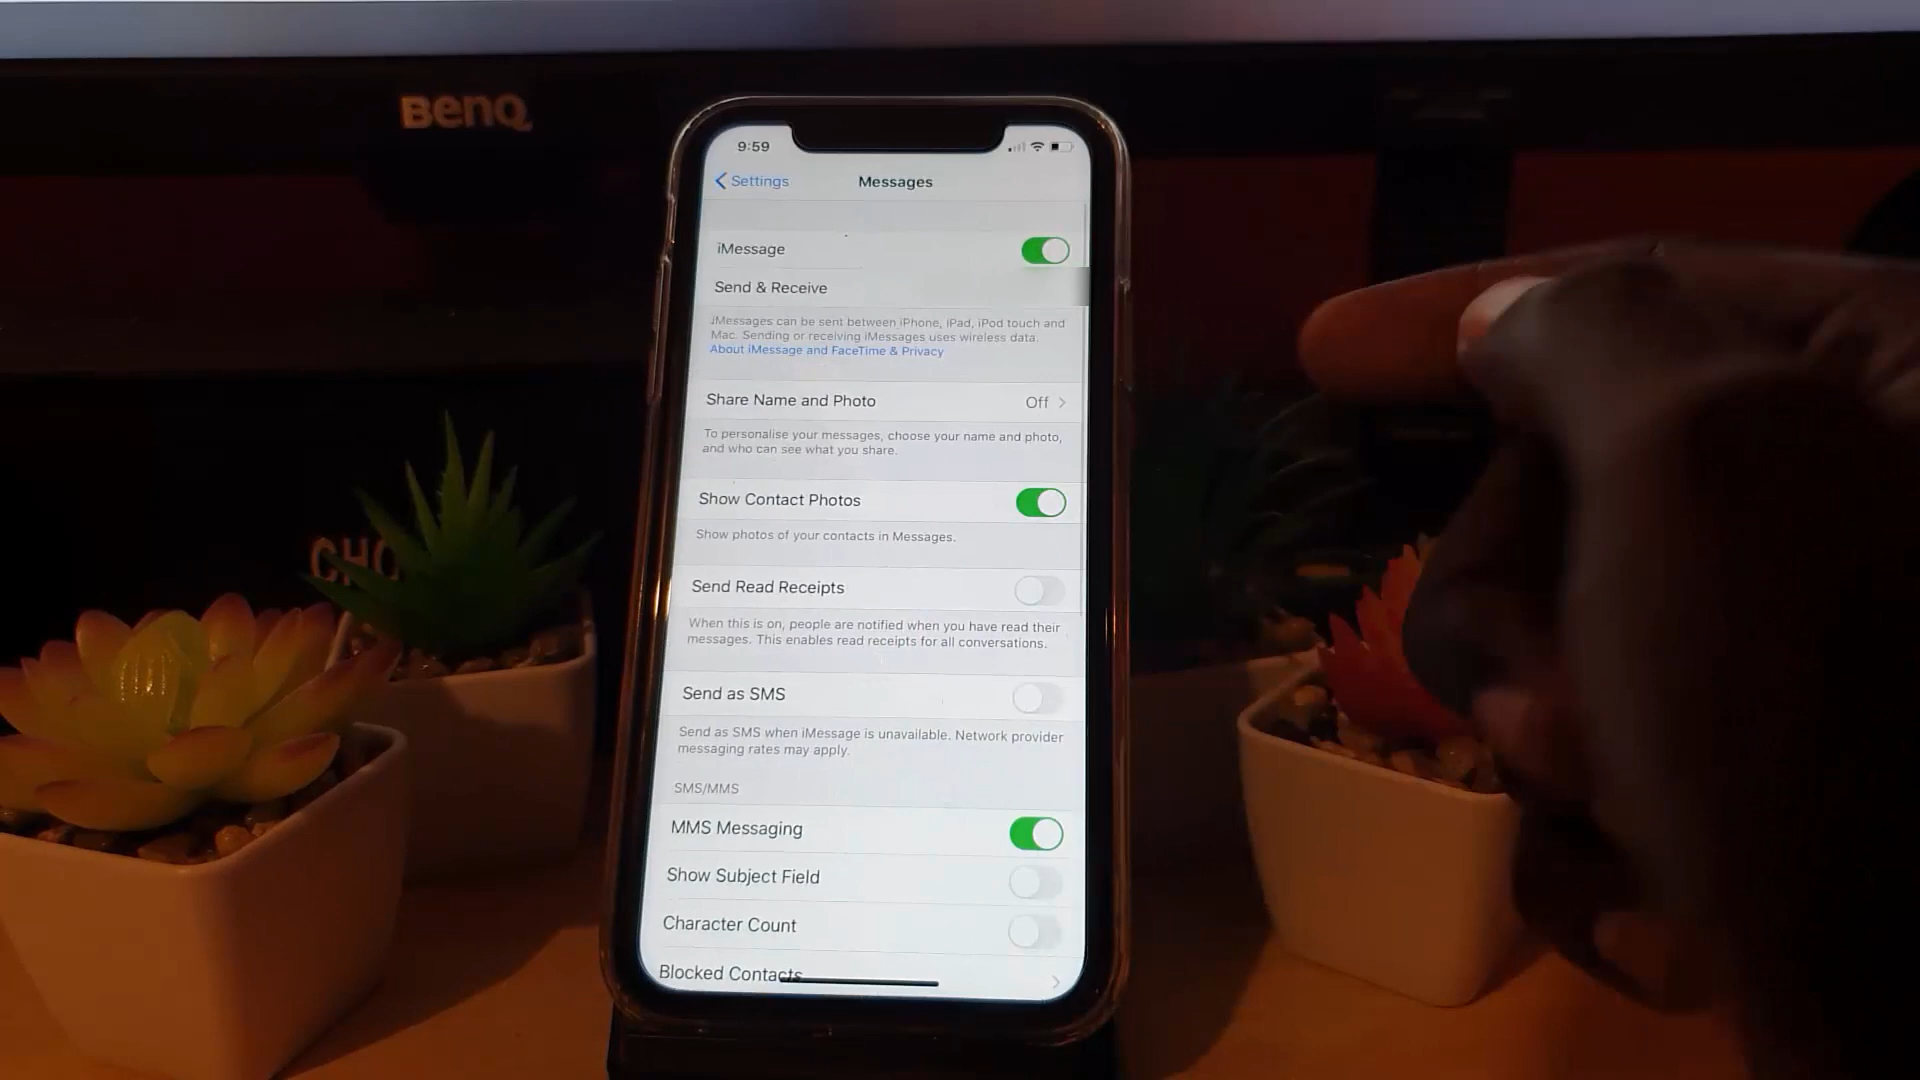 BenQ
9:59
Settings
Messages
iMessage
Send & Receive
iMessages can be sent between iPhone, iPad, iPod touch and
Mac. Sending or receiving iMessages uses wireless data.
About iMessage and FaceTime & Privacy
Share Name and Photo Off
To personalise your messages, choose your name and photo,
and who can see what you share.
Show Contact Photos
Show photos of your contacts in Messages.
Send Read Receipts
When this is on, people are notified when you have read their
messages. This enables read receipts for all conversations.
Send as SMS
Send as SMS when iMessage is unavailable. Network provider
messaging rates may apply.
SMS/MMS
MMS Messaging
Show Subject Field
Character Count
Blocked Contacts